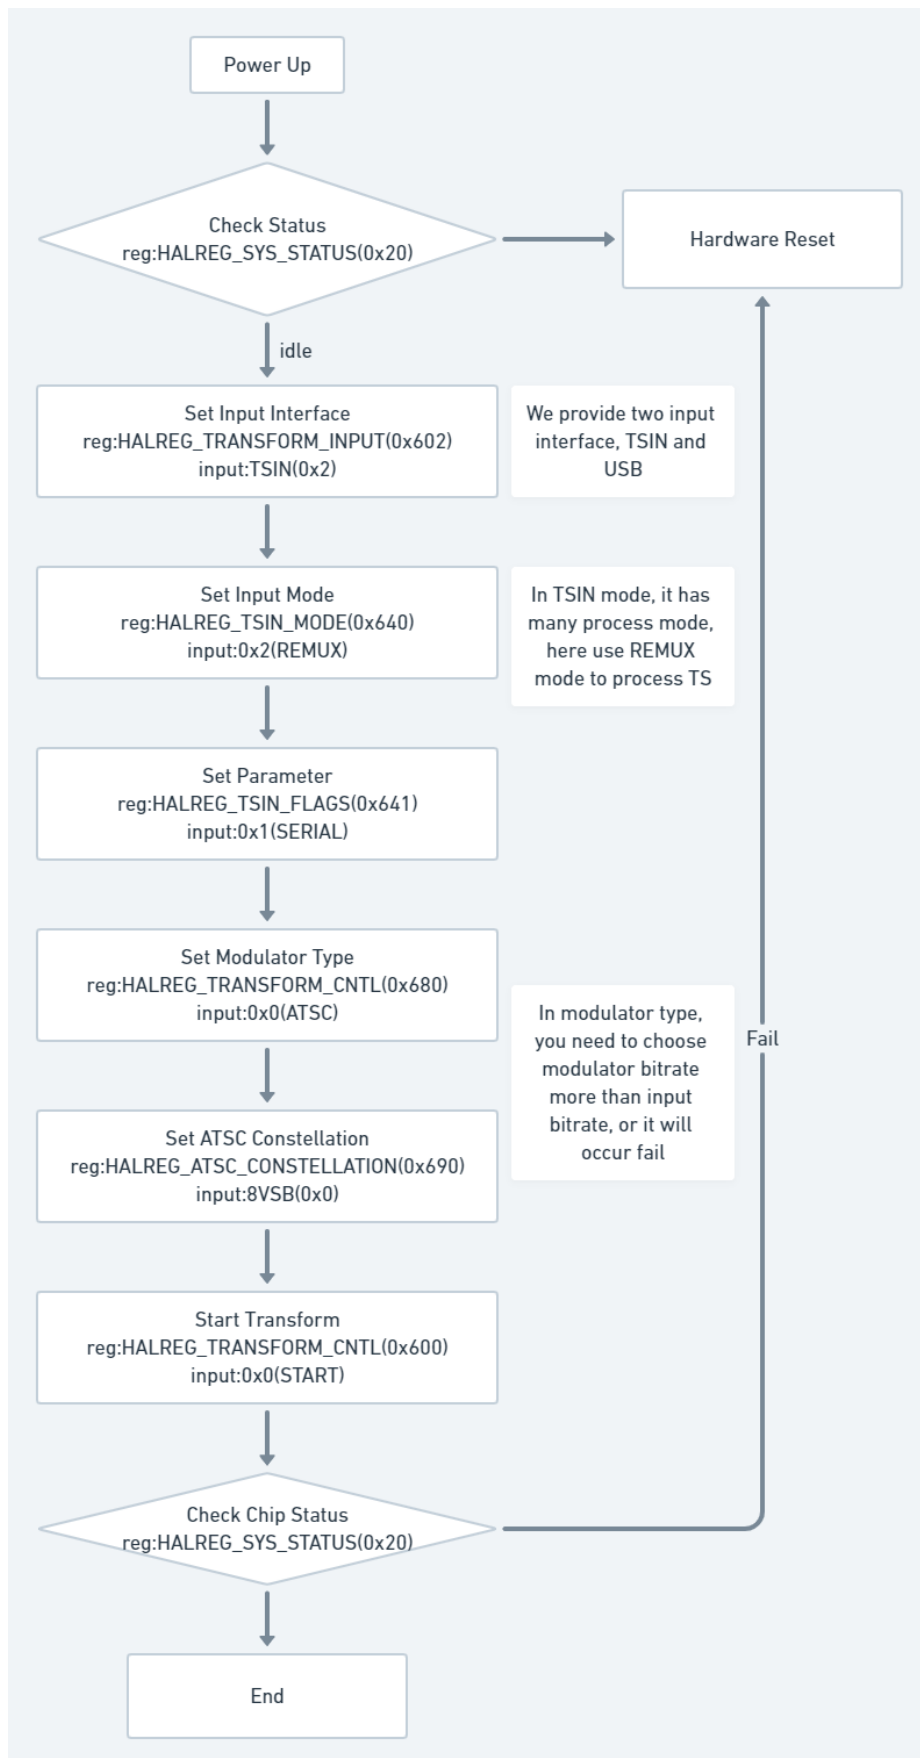 Power Up
Check Status
reg:HALREG_SYS_STATUS(0x20)
Hardware Reset
idle
Set Input Interface
reg:HALREG_TRANSFORM_INPUT(0x602)
input:TSIN(0x2)
We provide two input
interface, TSIN and
USB
Set Input Mode
reg:HALREG_TSIN_MODE(0x640)
input:0x2(REMUX)
In TSIN mode, it has
many process mode,
here use REMUX
mode to process TS
Set Parameter
reg:HALREG_TSIN_FLAGS(0x641)
input:0x1(SERIAL)
Set Modulator Type
reg:HALREG_TRANSFORM_CNTL(0x680)
input:0x0(ATSC)
In modulator type,
you need to choose
modulator bitrate
more than input
bitrate, or it will
occur fail
Fail
Set ATSC Constellation
reg:HALREG_ATSC_CONSTELLATION(0x690)
input:8VSB(0x0)
Start Transform
reg:HALREG_TRANSFORM_CNTL(0x600)
input:0x0(START)
Check Chip Status
reg:HALREG_SYS_STATUS(0x20)
End